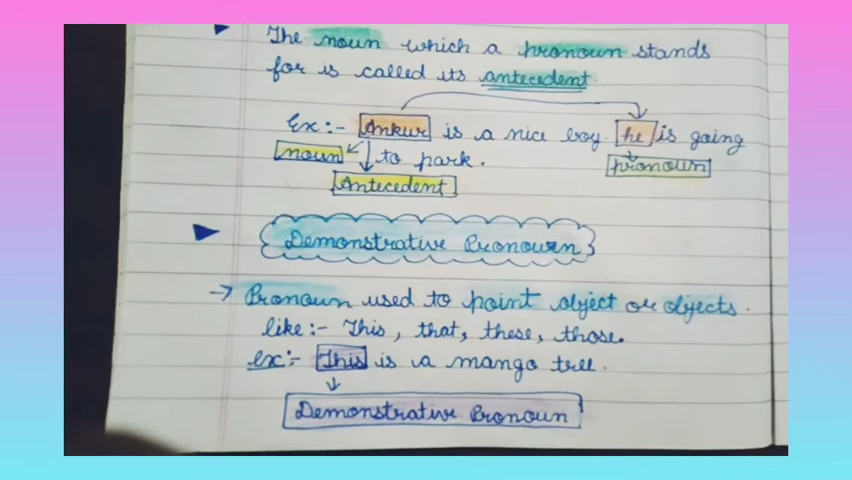 The noun which a pronoun stands
for is called its antecedent.
Ex:- Ankur is a nice boy. he is going
noun to park. pronoun
Antecedent
Demonstrative Pronoun
→ Pronoun used to point object or objects.
like:- This, that, these, those.
ex:- This is a mango tree.
Demonstrative Pronoun